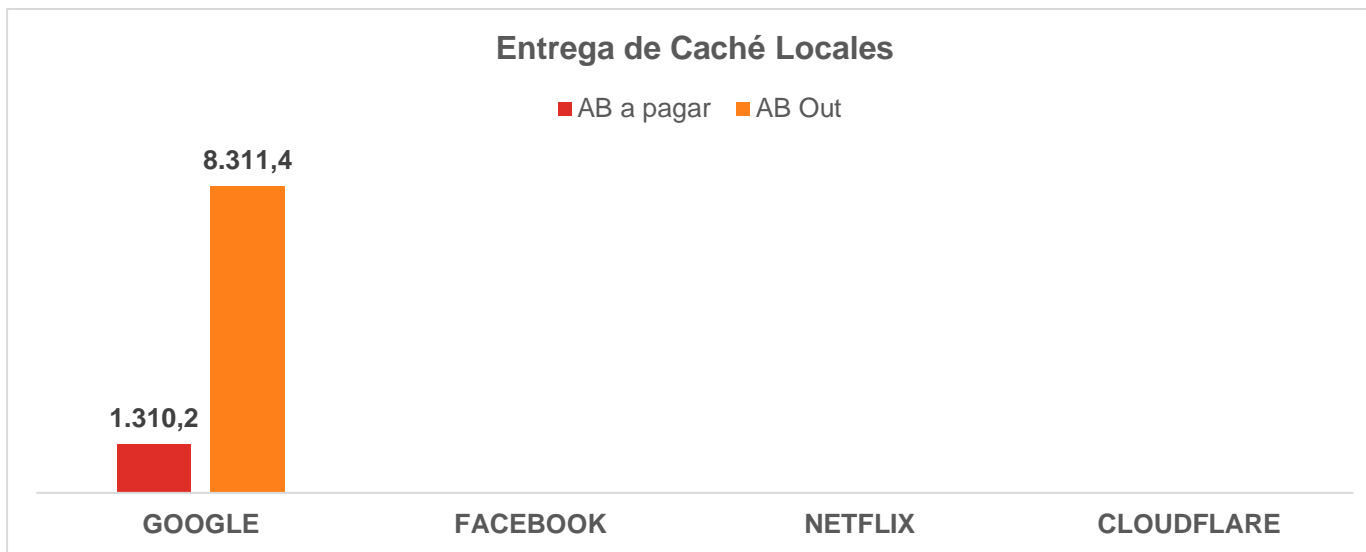 Entrega de Caché Locales
AB a pagar AB Out
8.311,4
1.310,2
GOOGLE FACEBOOK NETFLIX CLOUDFLARE